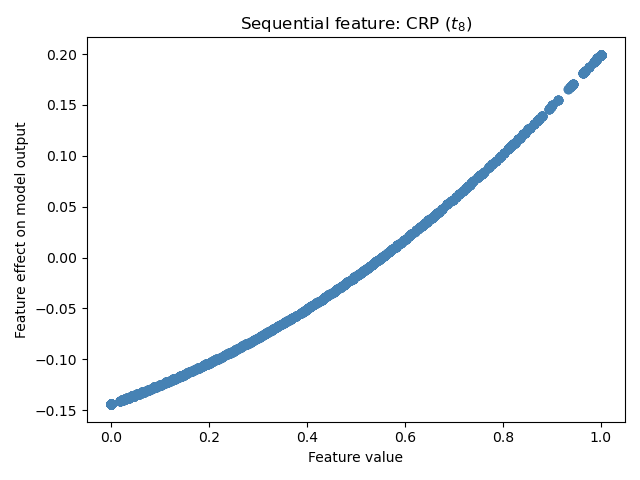 Sequential feature: CRP (t₈)
0.20
0.15
0.10
0.05
0.00
−0.05
−0.10
−0.15
Feature effect on model output
0.0 0.2 0.4 0.6 0.8 1.0
Feature value